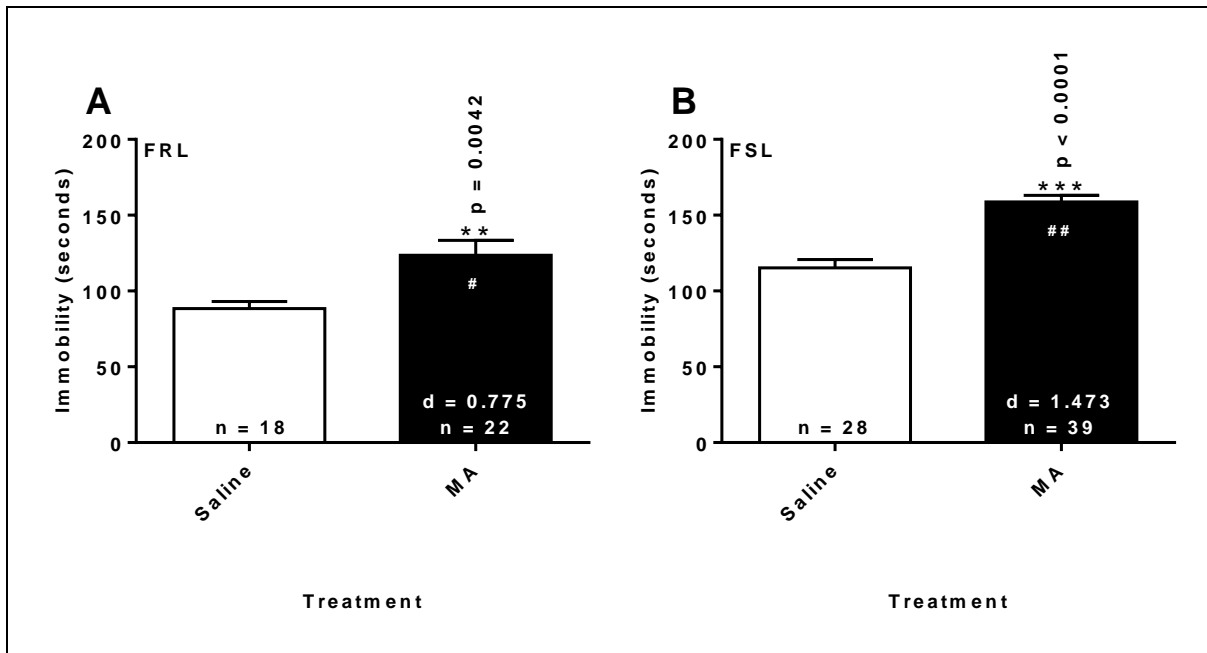 A
FRL
Immobility (seconds)
200
150
100
50
0
p = 0.0042
**
#
d = 0.775
n = 18
n = 22
Saline
MA
Treatment
B
FSL
Immobility (seconds)
200
150
100
50
0
p < 0.0001
***
##
d = 1.473
n = 28
n = 39
Saline
MA
Treatment